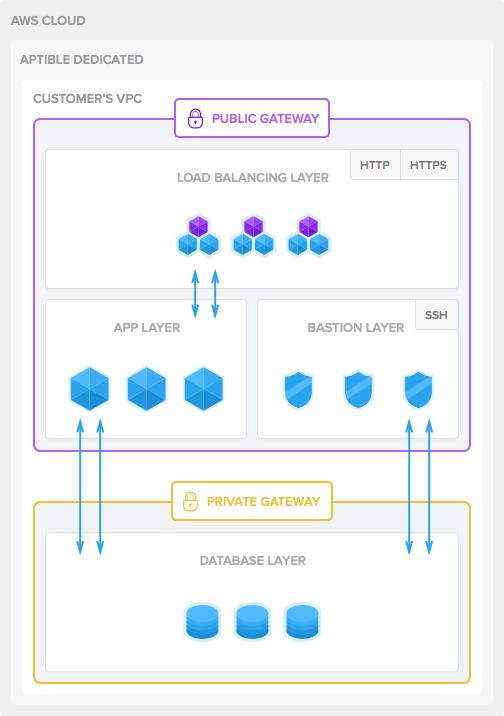 AWS CLOUD
APTIBLE DEDICATED
CUSTOMER'S VPC
PUBLIC GATEWAY
HTTP
HTTPS
LOAD BALANCING LAYER
APP LAYER
SSH
BASTION LAYER
PRIVATE GATEWAY
DATABASE LAYER